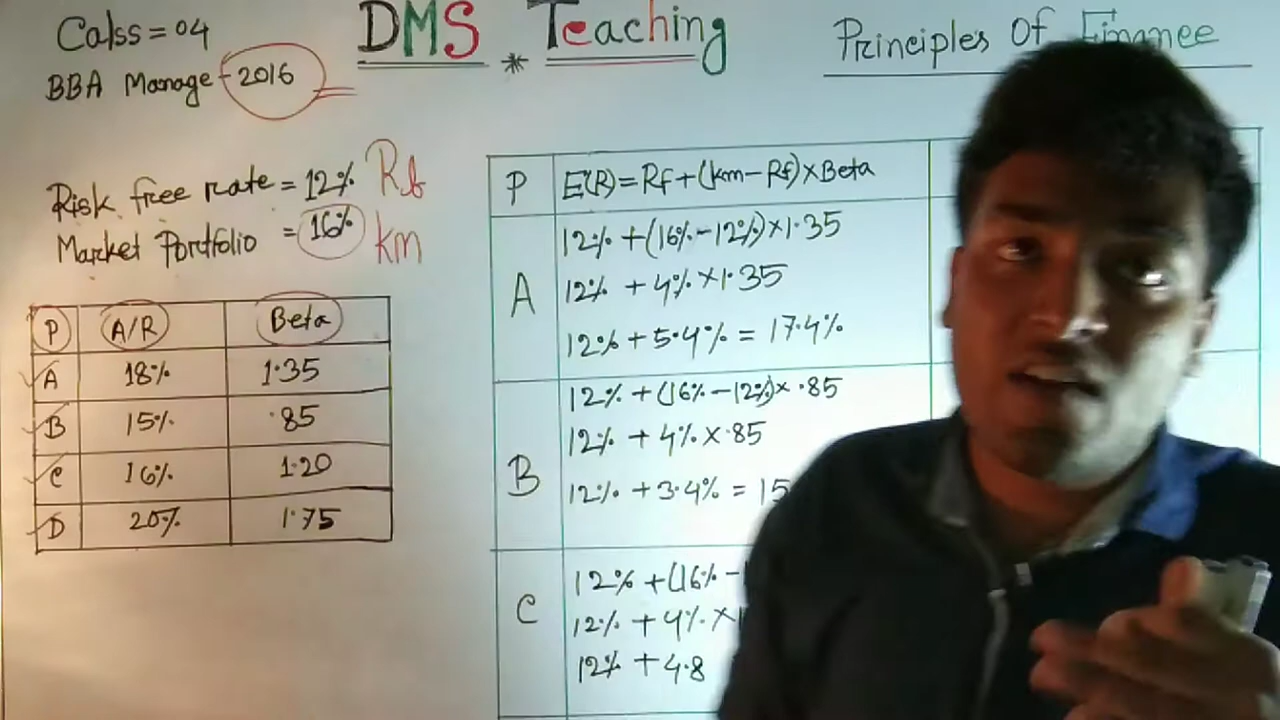 Calss = 04
BBA Manage - 2016
DMS * Teaching
Principles Of Finanee
Risk free rate = 12% Rf
Market Portfolio = 16% km
P A/R Beta
A 18% 1.35
B 15% .85
C 16% 1.20
D 20% 1.75
P E(R)=Rf+(km-Rf)×Beta
A
12% +(16%-12%)×1.35
12% + 4% ×1.35
12% + 5.4% = 17.4%
B
12% +(16%-12%)× .85
12% + 4% × .85
12% + 3.4% = 15
C
12% +(16% -
12% + 4% ×
12% + 4.8